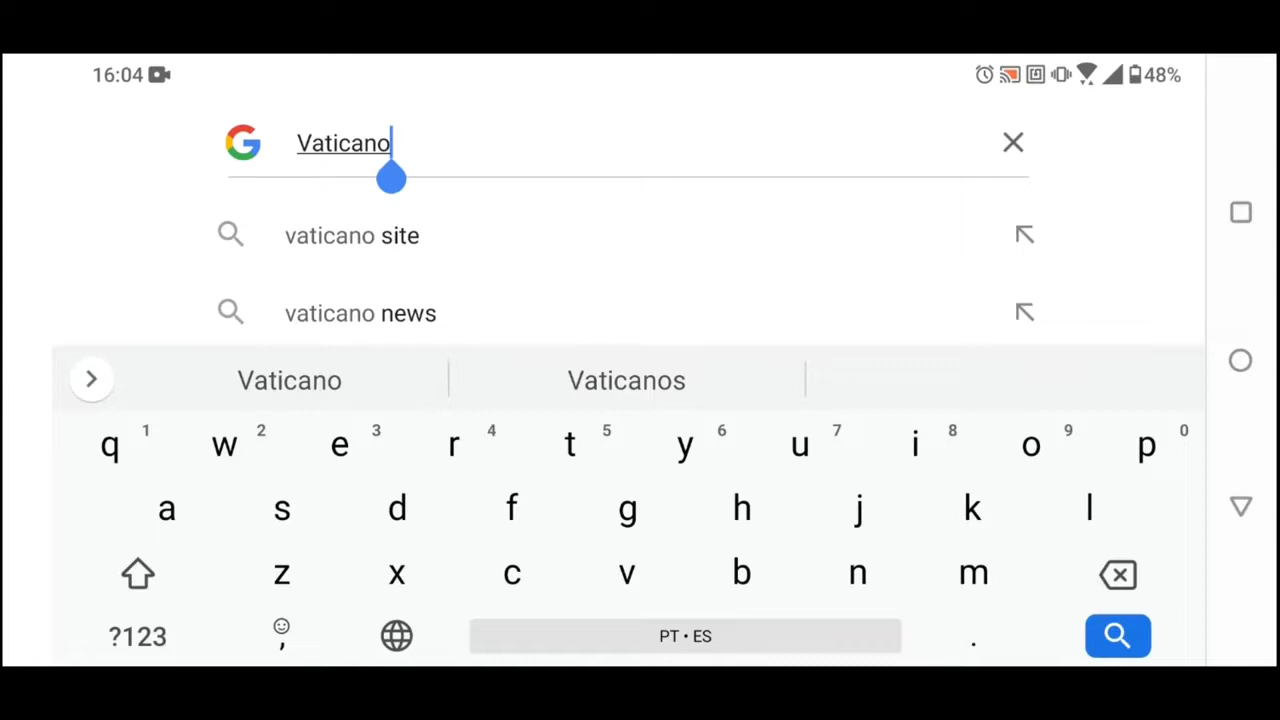 16:04 48%
Vaticano
vaticano site
vaticano news
Vaticano Vaticanos
q 1 w 2 e 3 r 4 t 5 y 6 u 7 i 8 o 9 p 0
a s d f g h j k l
z x c v b n m
?123 , PT • ES .